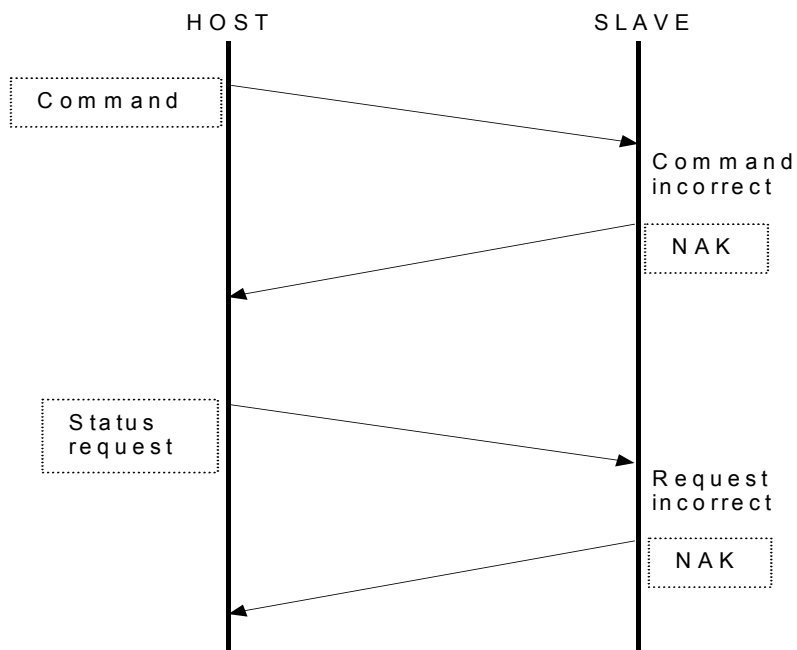 HOST
SLAVE
Command
Command
incorrect
NAK
Status
request
Request
incorrect
NAK